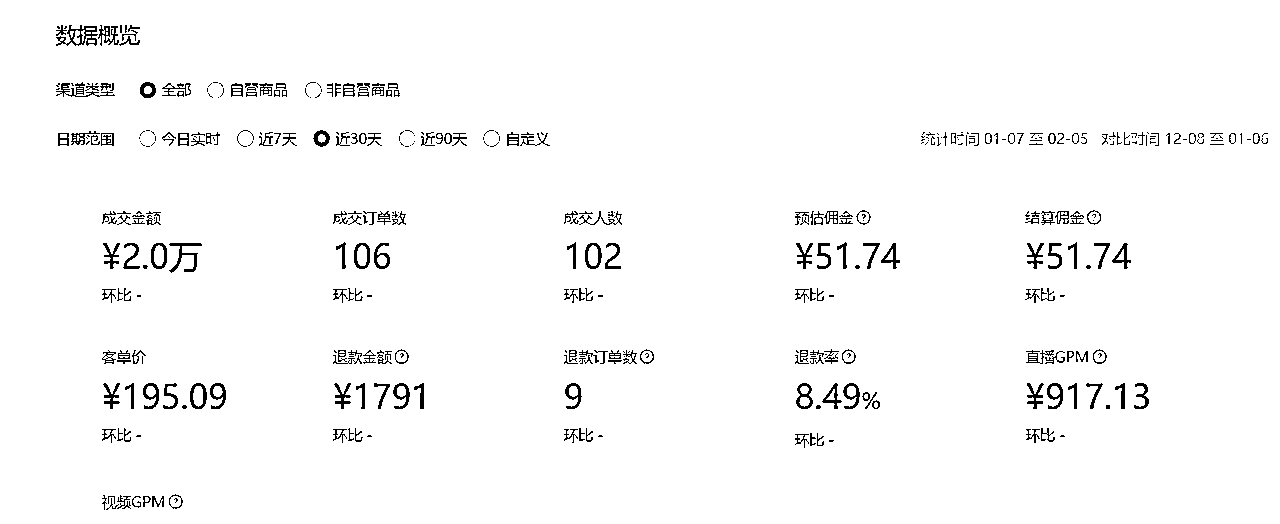 数据概览
渠道类型 全部 自营商品 非自营商品
日期范围 今日实时 近7天 近30天 近90天 自定义 统计时间 01-07 至 02-05 对比时间 12-08 至 01-06
成交金额 成交订单数 成交人数 预估佣金 结算佣金
¥2.0万 106 102 ¥51.74 ¥51.74
环比 - 环比 - 环比 - 环比 - 环比 -
客单价 退款金额 退款订单数 退款率 直播GPM
¥195.09 ¥1791 9 8.49% ¥917.13
环比 - 环比 - 环比 - 环比 - 环比 -
视频GPM